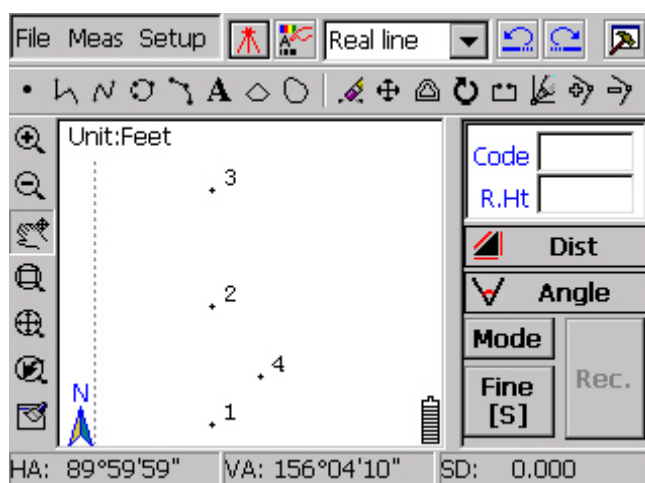 File Meas Setup Real line
A
Unit:Feet
3
2
4
1
N
Code
R.Ht
Dist
Angle
Mode
Fine
[S]
Rec.
HA: 89°59'59" VA: 156°04'10" SD: 0.000